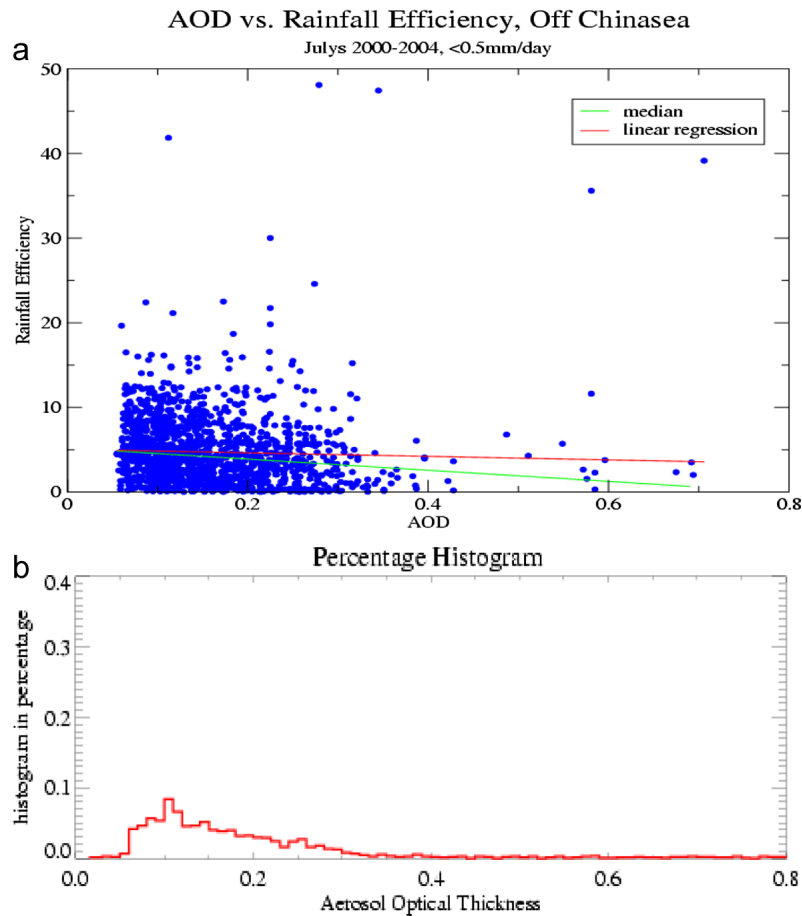 AOD vs. Rainfall Efficiency, Off Chinasea
Julys 2000-2004, <0.5mm/day
a
50
40
30
20
10
0
Rainfall Efficiency
median
linear regression
0
0.2
0.4
0.6
0.8
AOD
b
Percentage Histogram
0.4
0.3
0.2
0.1
0.0
histogram in percentage
0.0
0.2
0.4
0.6
0.8
Aerosol Optical Thickness